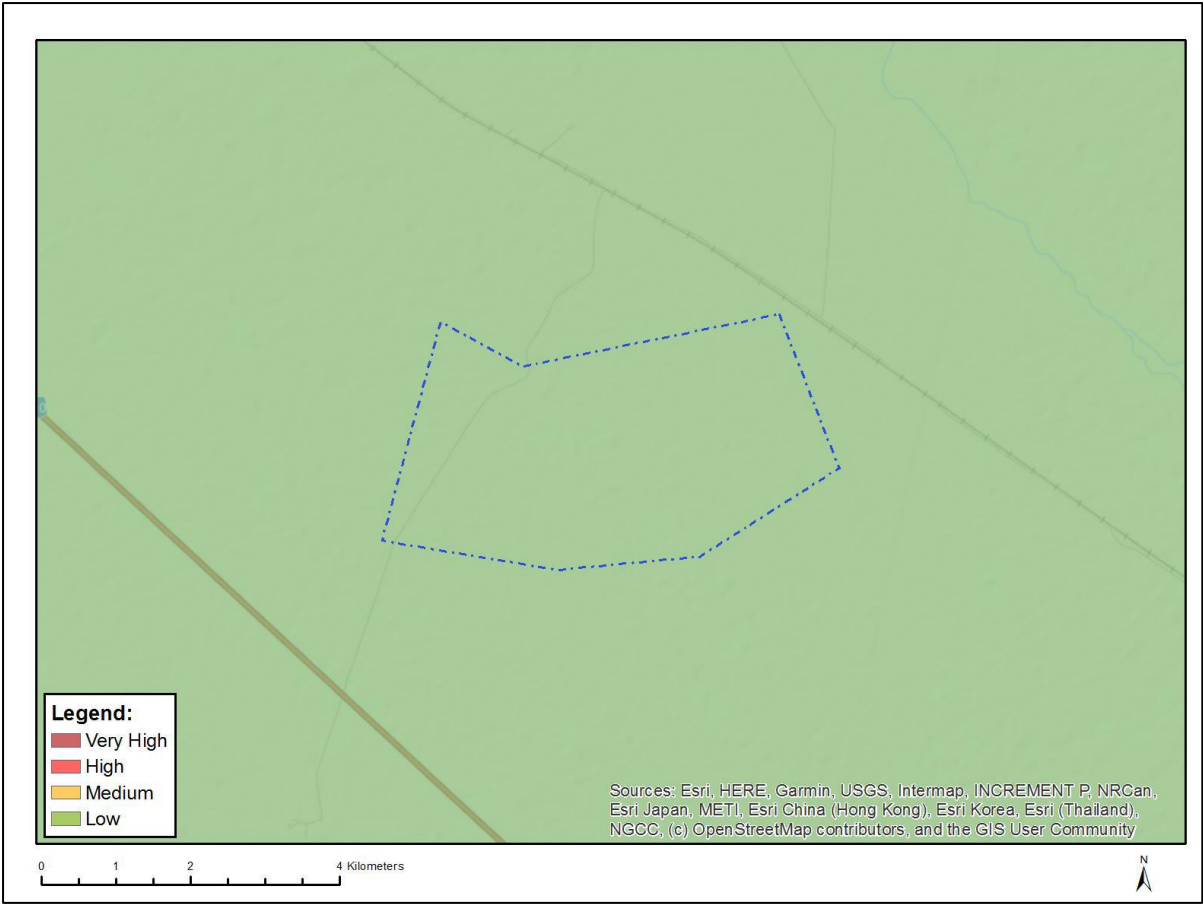 Legend:
Very High
High
Medium
Low
Sources: Esri, HERE, Garmin, USGS, Intermap, INCREMENT P, NRCan,
Esri Japan, METI, Esri China (Hong Kong), Esri Korea, Esri (Thailand),
NGCC, (c) OpenStreetMap contributors, and the GIS User Community
0 1 2 4 Kilometers
N